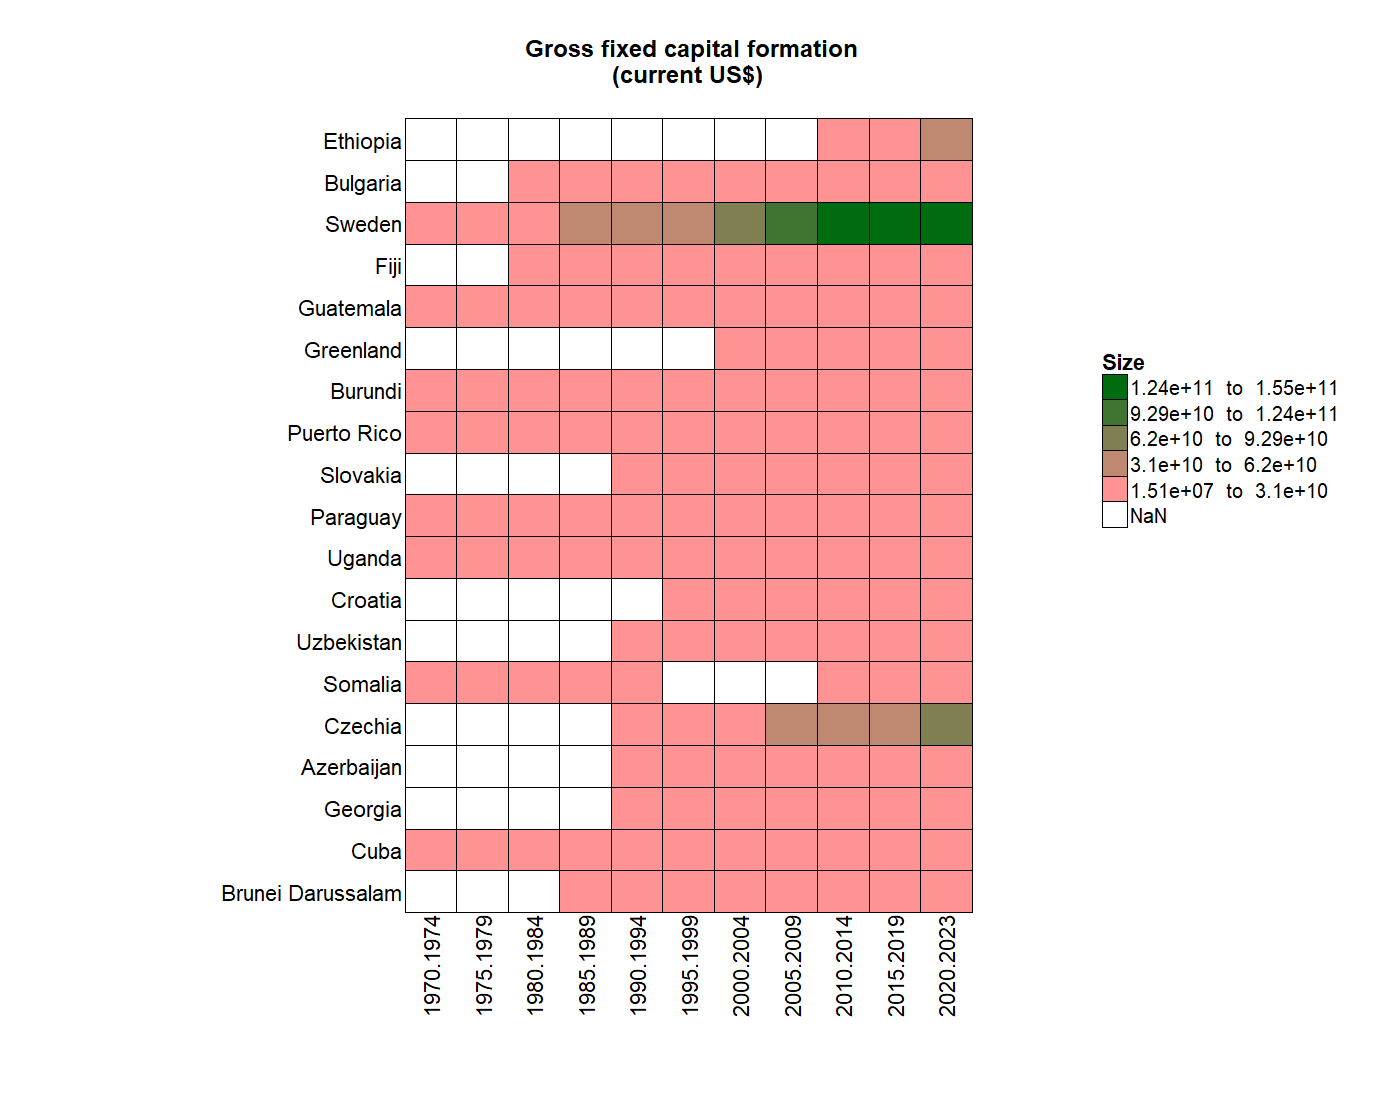 Gross fixed capital formation
(current US$)
Ethiopia
Bulgaria
Sweden
Fiji
Guatemala
Greenland
Burundi
Puerto Rico
Slovakia
Paraguay
Uganda
Croatia
Uzbekistan
Somalia
Czechia
Azerbaijan
Georgia
Cuba
Brunei Darussalam
1970.1974
1975.1979
1980.1984
1985.1989
1990.1994
1995.1999
2000.2004
2005.2009
2010.2014
2015.2019
2020.2023
Size
1.24e+11 to 1.55e+11
9.29e+10 to 1.24e+11
6.2e+10 to 9.29e+10
3.1e+10 to 6.2e+10
1.51e+07 to 3.1e+10
NaN